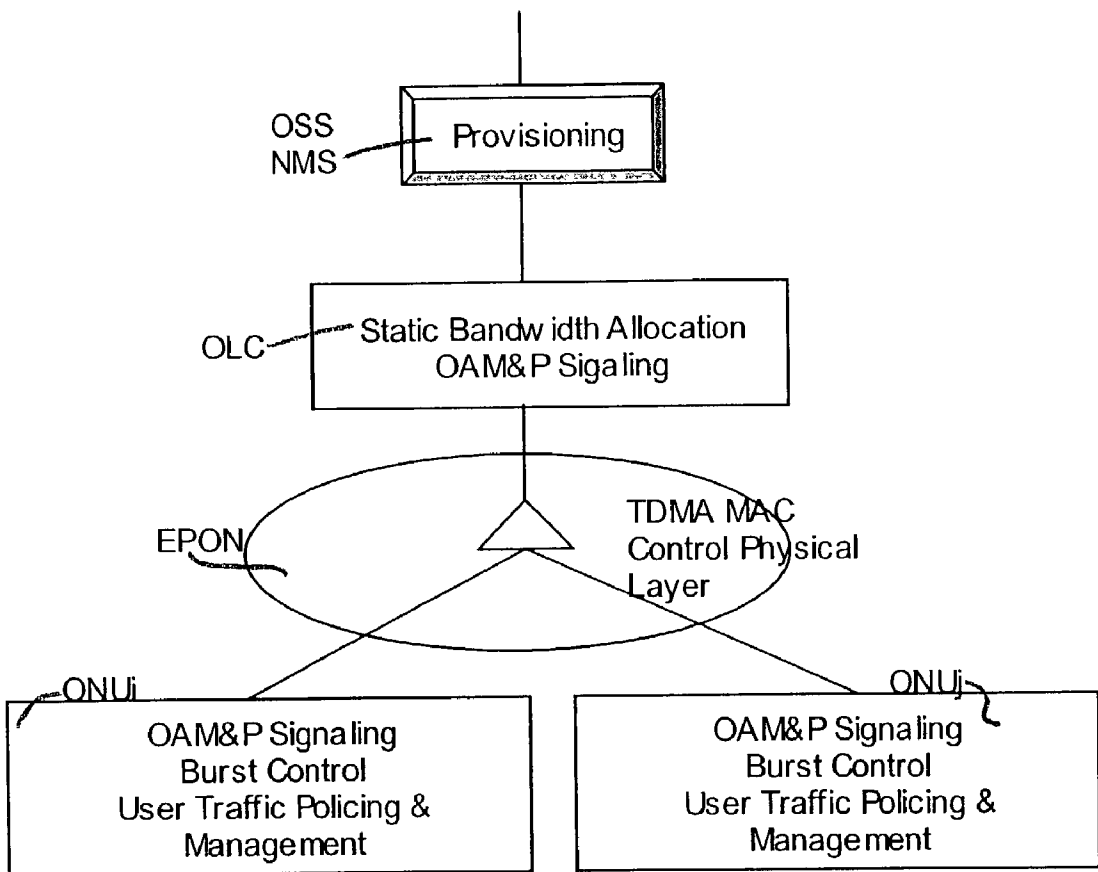 OSS
NMS
Provisioning
OLC
Static Bandwidth Allocation
OAM&P Sigaling
EPON
TDMA MAC
Control Physical
Layer
ONUi
OAM&P Signaling
Burst Control
User Traffic Policing &
Management
ONUj
OAM&P Signaling
Burst Control
User Traffic Policing &
Management